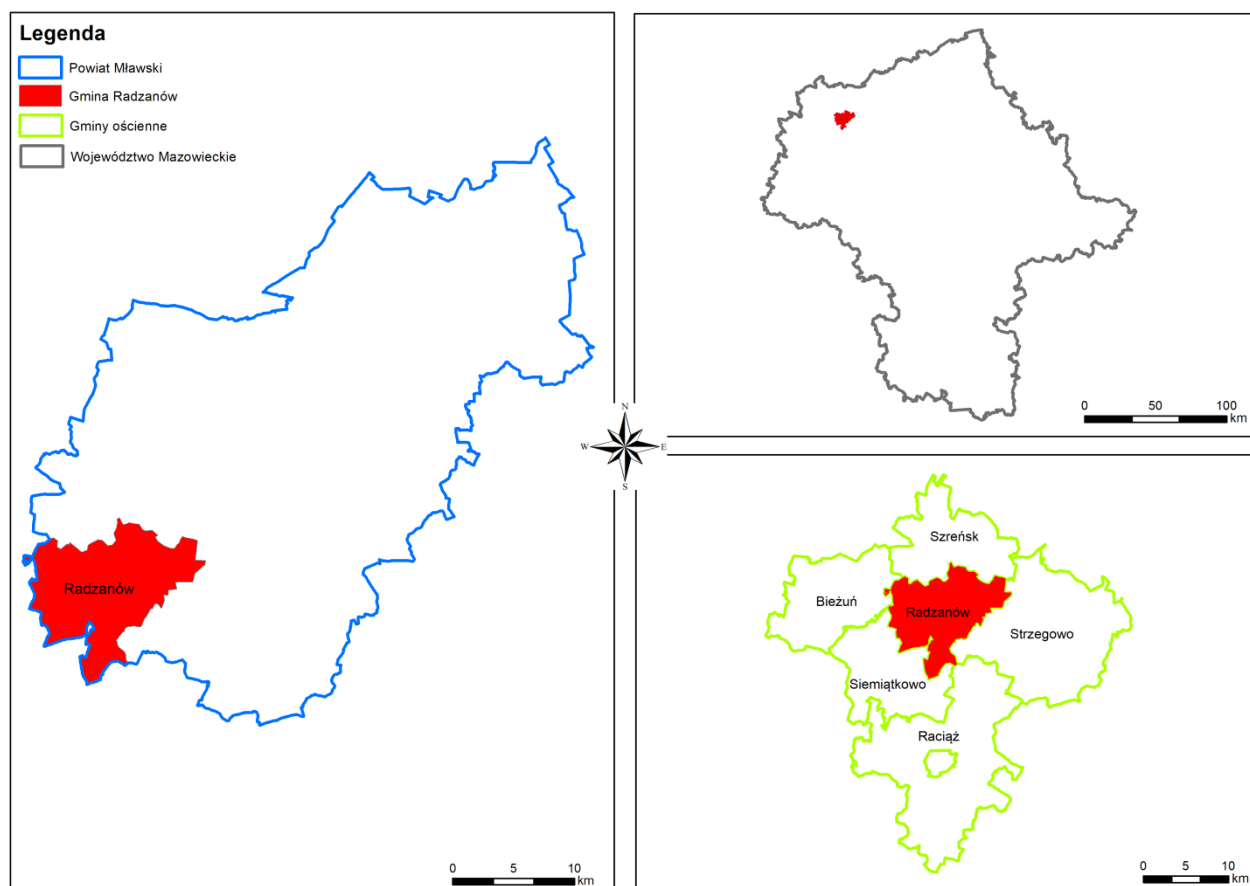 Legenda
Powiat Mławski
Gmina Radzanów
Gminy ościenne
Województwo Mazowieckie
Radzanów
0 5 10
km
0 50 100
km
N
W E
S
Szreńsk
Bieżuń
Radzanów
Strzegowo
Siemiątkowo
Raciąż
0 5 10
km